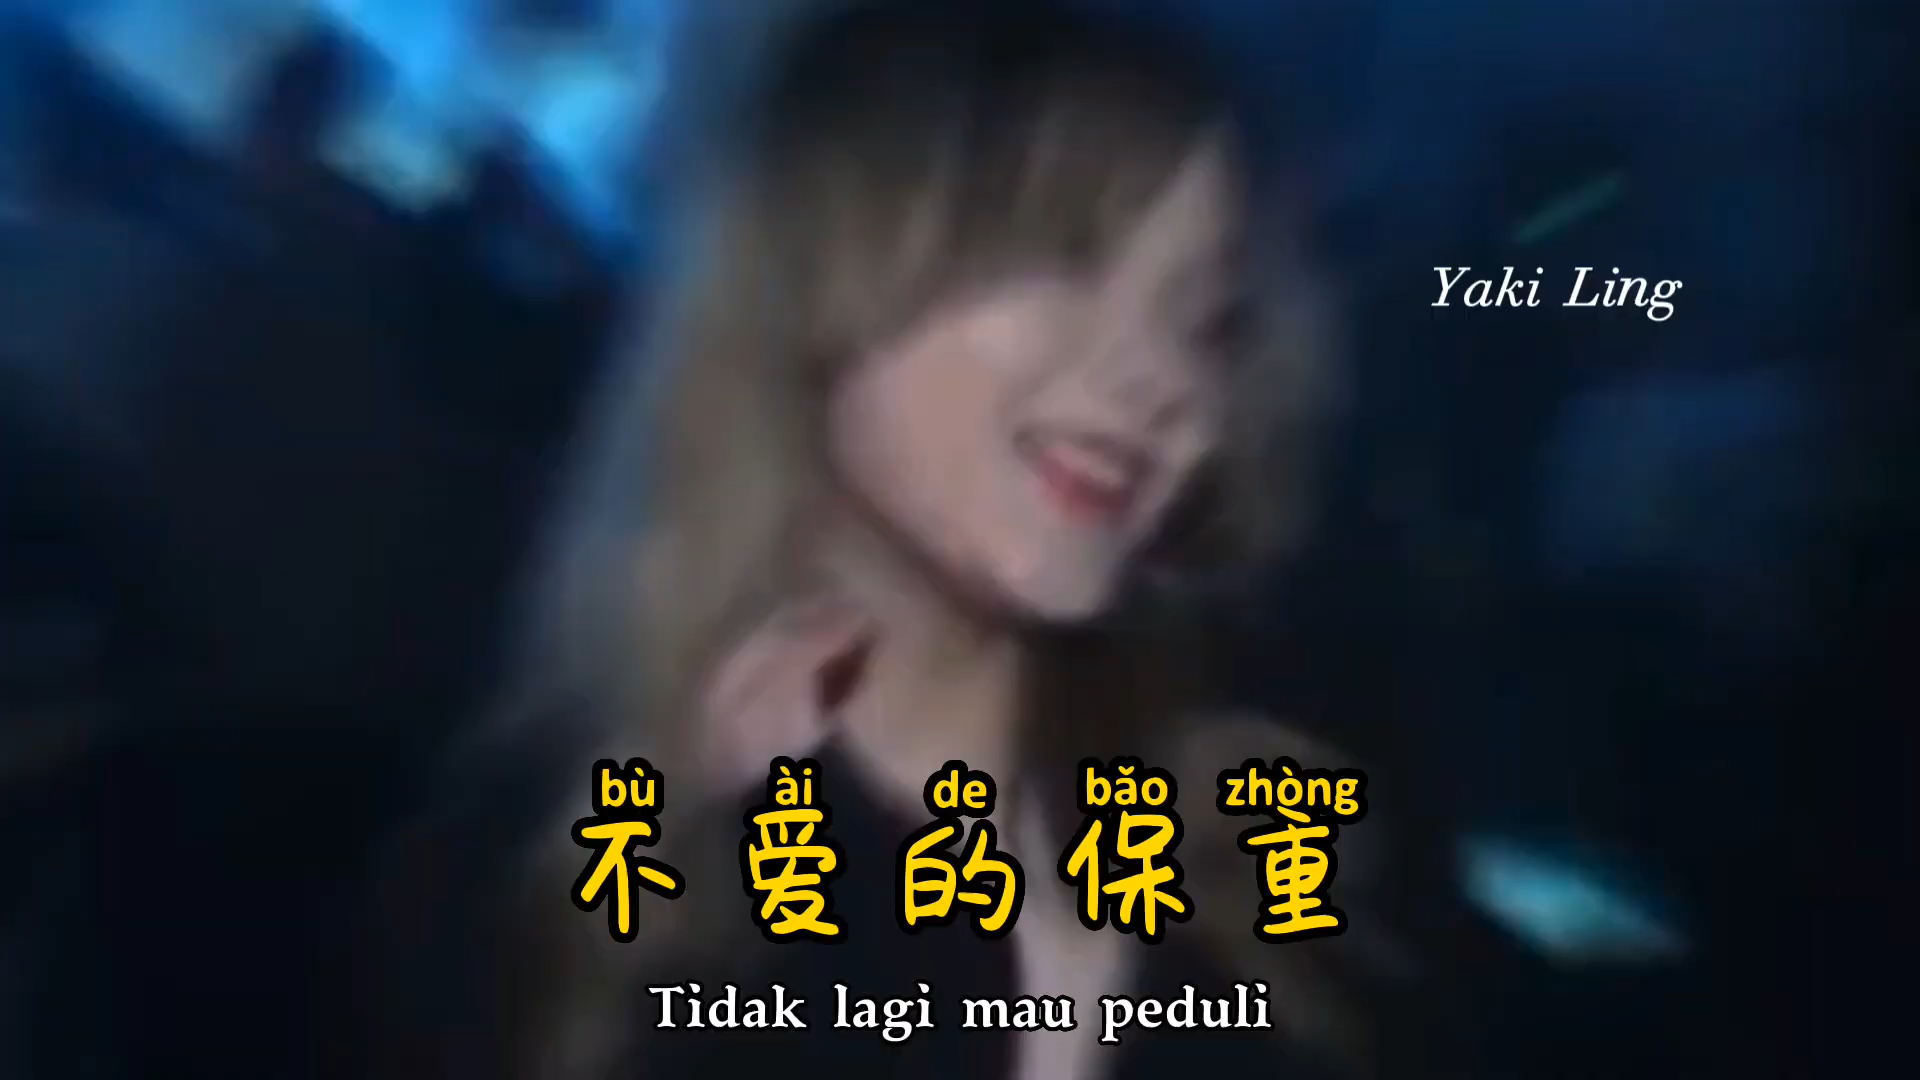 Yaki Ling
bù ài de bǎo zhòng
不爱的保重
Tidak lagi mau peduli